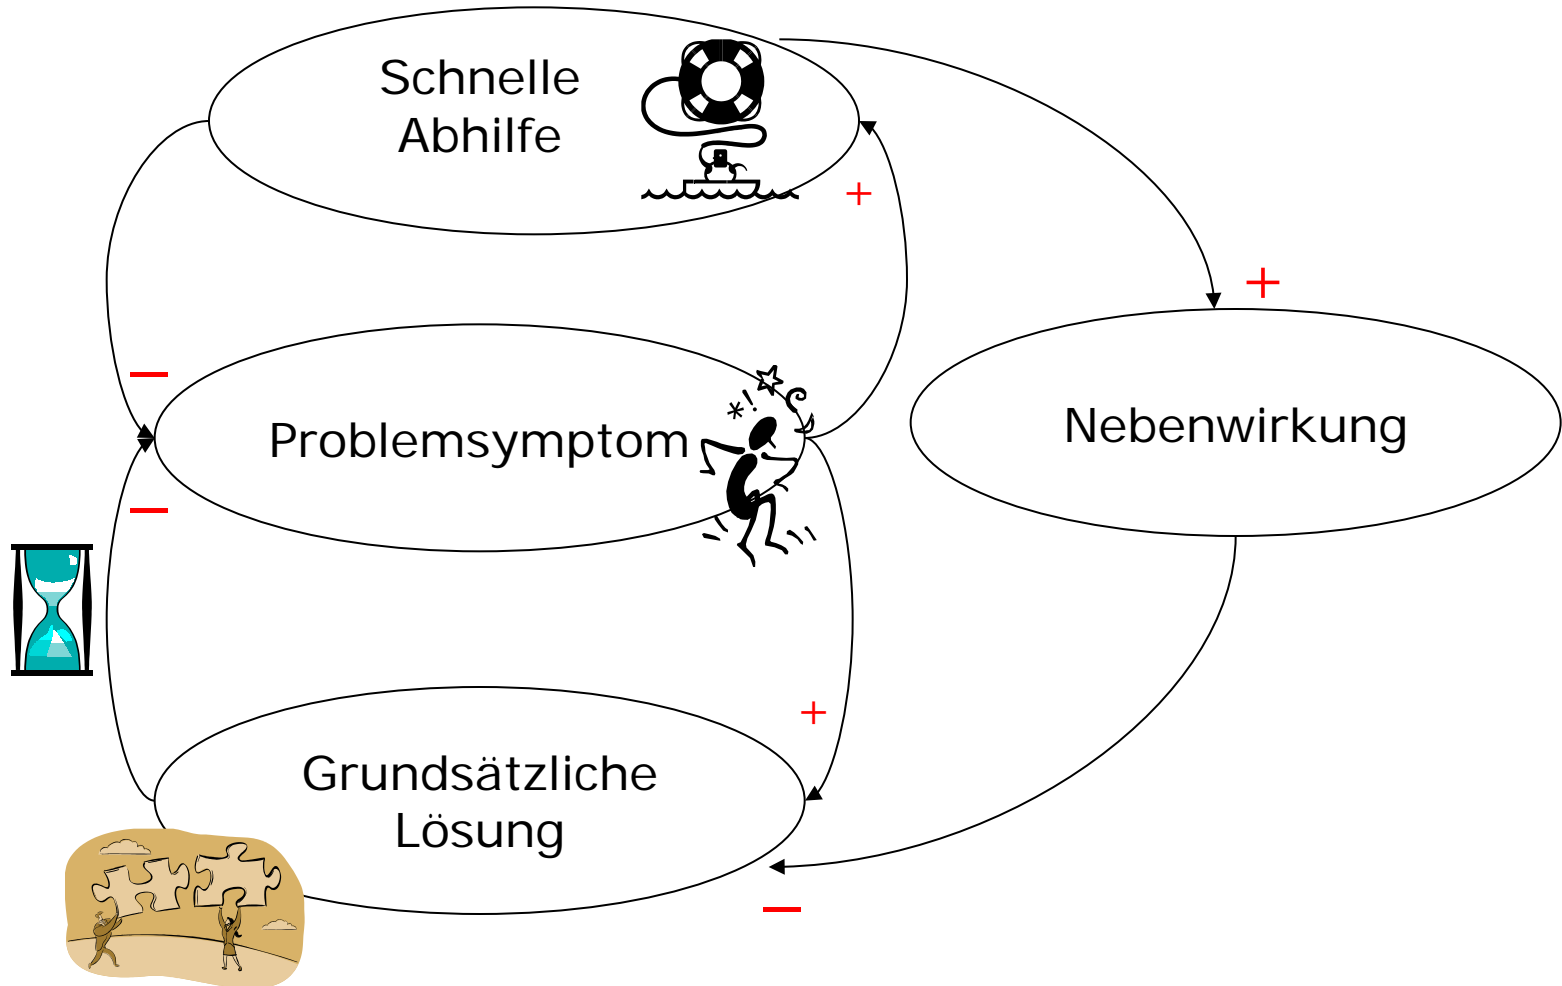 Schnelle
Abhilfe
+
+
−
Problemsymptom
*!
Nebenwirkung
−
+
Grundsätzliche
Lösung
−